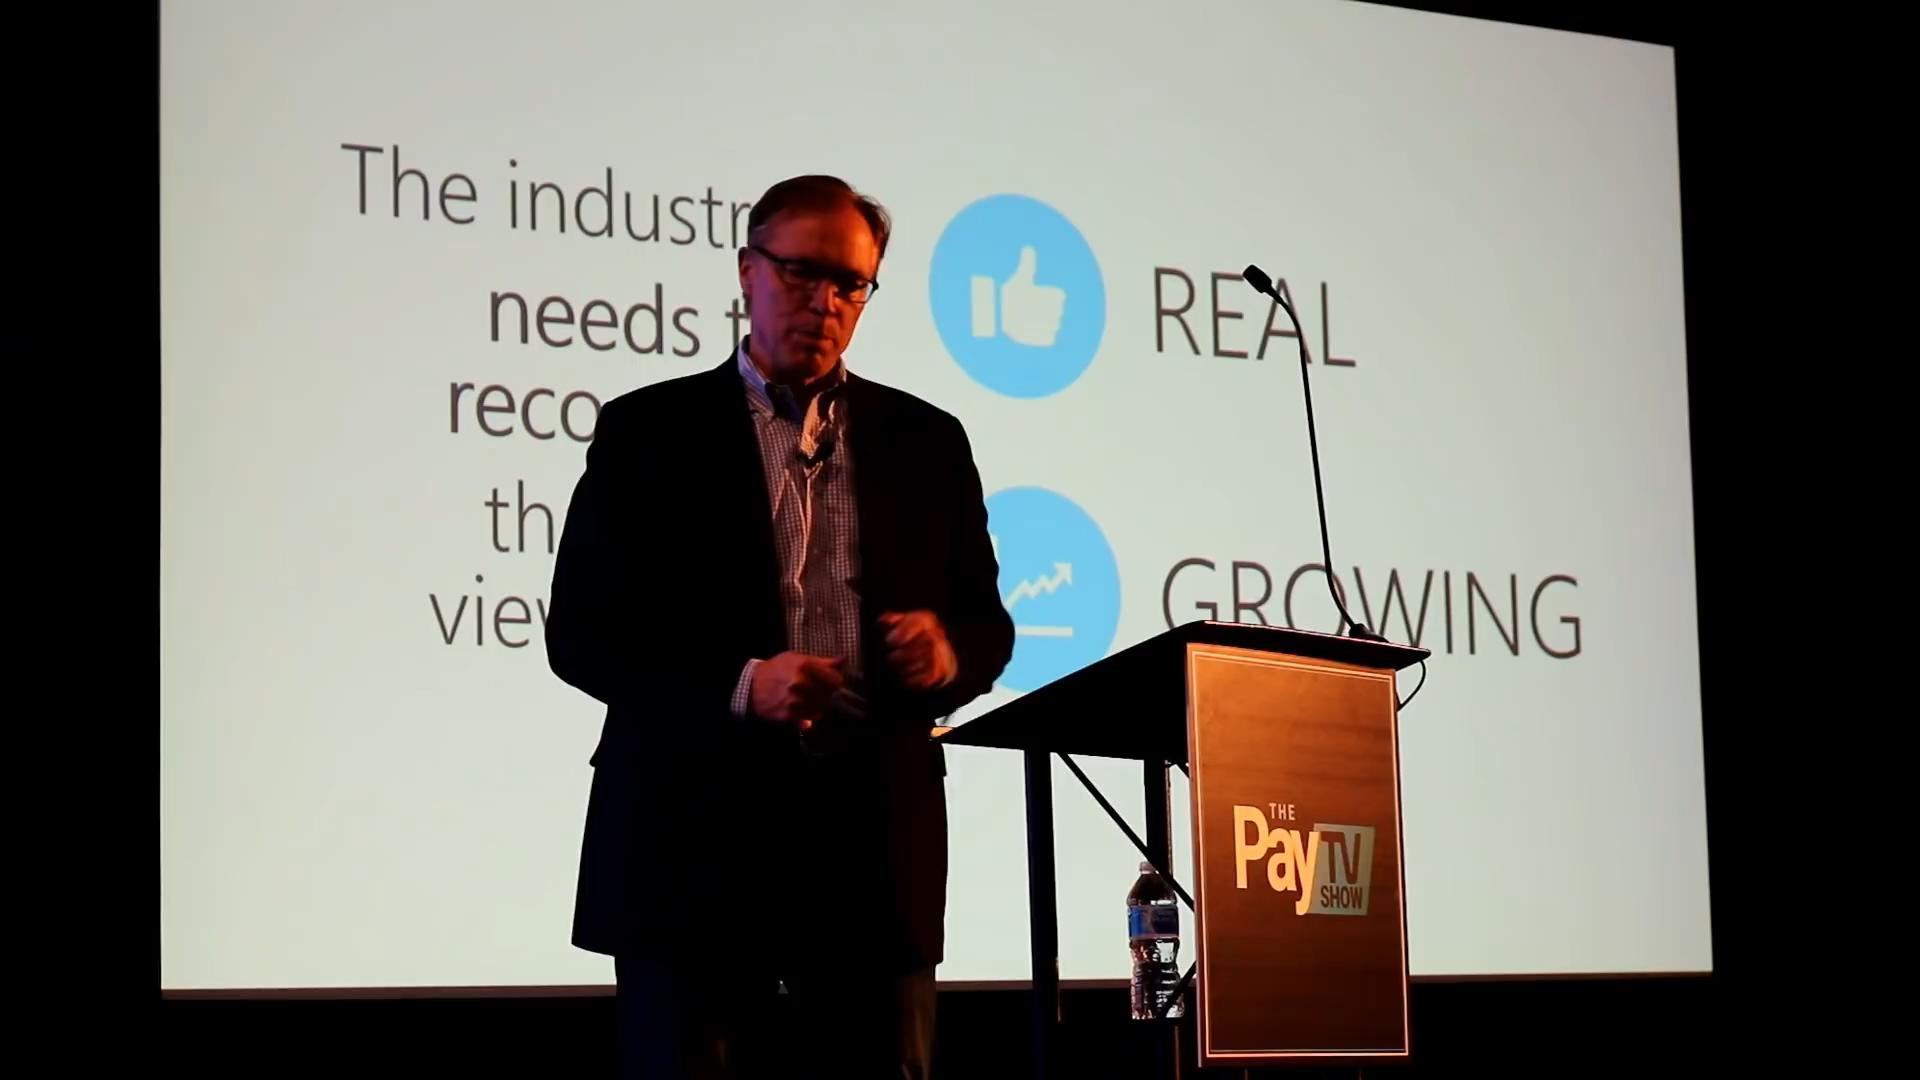 The industr
needs t
reco
th
view
REAL
GROWING
THE
Pay TV
SHOW